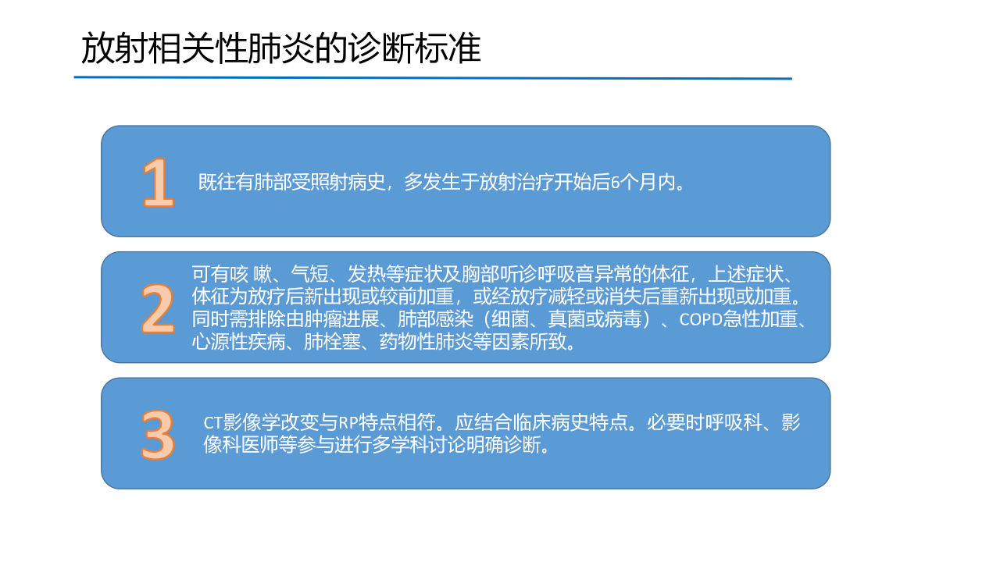 放射相关性肺炎的诊断标准
1
既往有肺部受照射病史，多发生于放射治疗开始后6个月内。
2
可有咳 嗽、气短、发热等症状及胸部听诊呼吸音异常的体征，上述症状、
体征为放疗后新出现或较前加重，或经放疗减轻或消失后重新出现或加重。
同时需排除由肿瘤进展、肺部感染（细菌、真菌或病毒）、COPD急性加重、
心源性疾病、肺栓塞、药物性肺炎等因素所致。
3
CT影像学改变与RP特点相符。应结合临床病史特点。必要时呼吸科、影
像科医师等参与进行多学科讨论明确诊断。